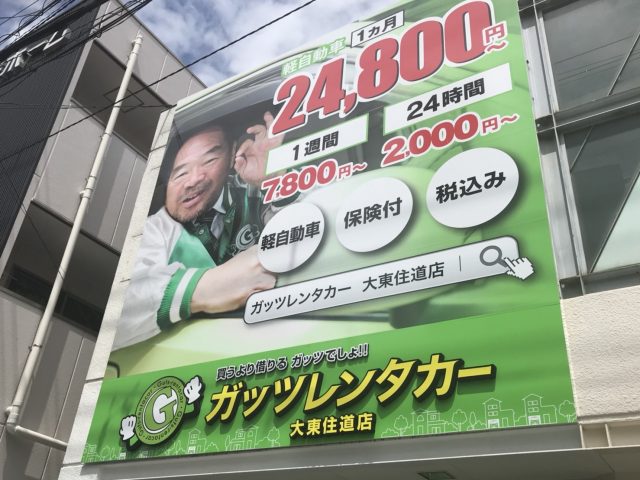 軽自動車 1ヵ月
24,800円～
1週間
7,800円～
24時間
2,000円～
軽自動車
保険付
税込み
ガッツレンタカー 大東住道店
買うより借りる ガッツでしょ!!
G
ガッツレンタカー
大東住道店